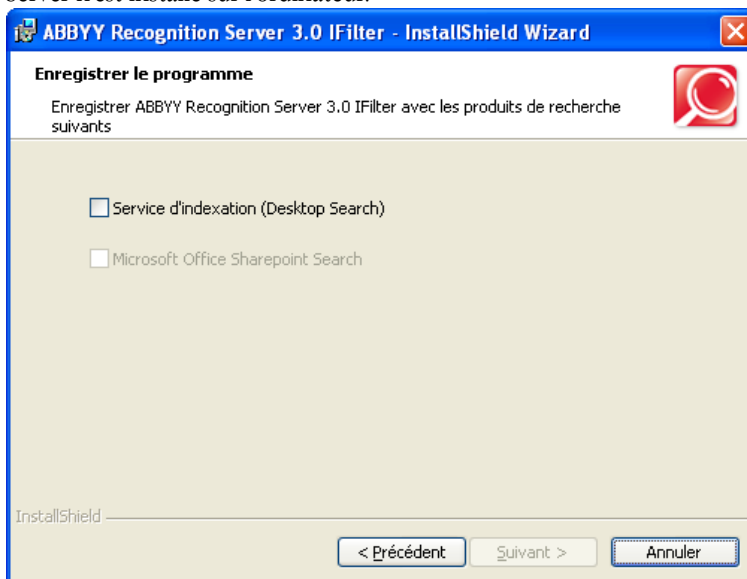 ABBYY Recognition Server 3.0 IFilter - InstallShield Wizard
Enregistrer le programme
Enregistrer ABBYY Recognition Server 3.0 IFilter avec les produits de recherche
suivants
Service d'indexation (Desktop Search)
Microsoft Office Sharepoint Search
InstallShield
< Précédent
Suivant >
Annuler